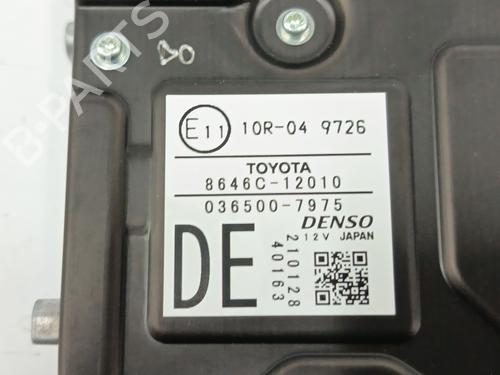 B-PARTS
E11 10R-04 9726
TOYOTA
8646C-12010
036500-7975
DE
DENSO
12V JAPAN
210128
40163